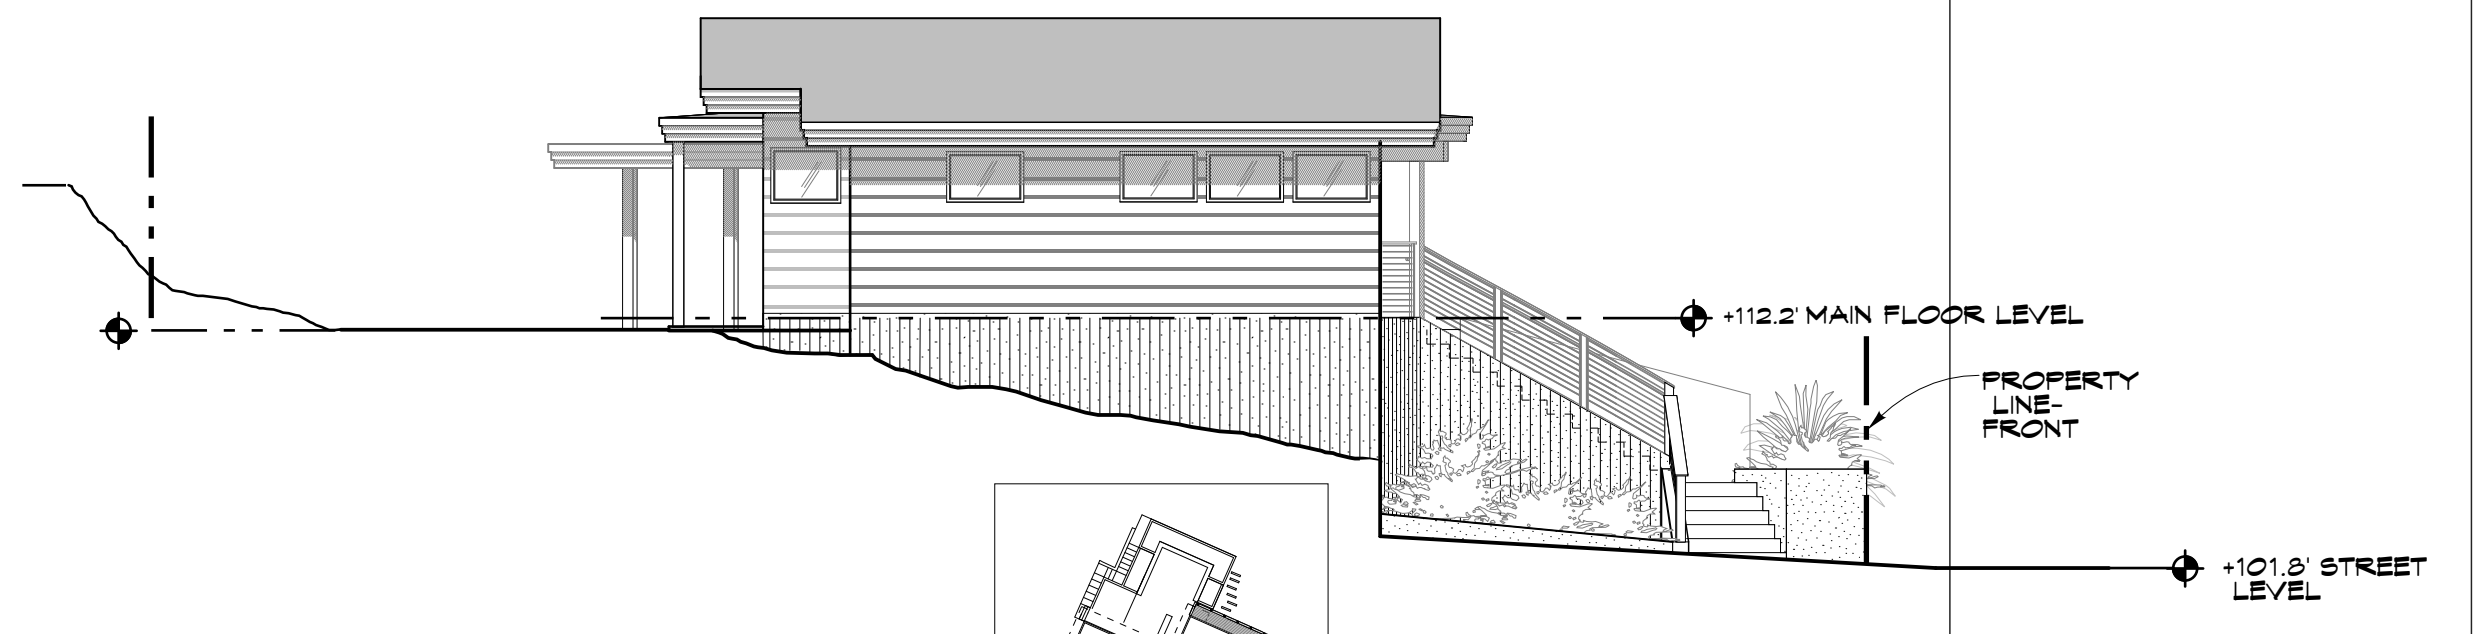 +112.2' MAIN FLOOR LEVEL
PROPERTY
LINE-
FRONT
+101.8' STREET
LEVEL